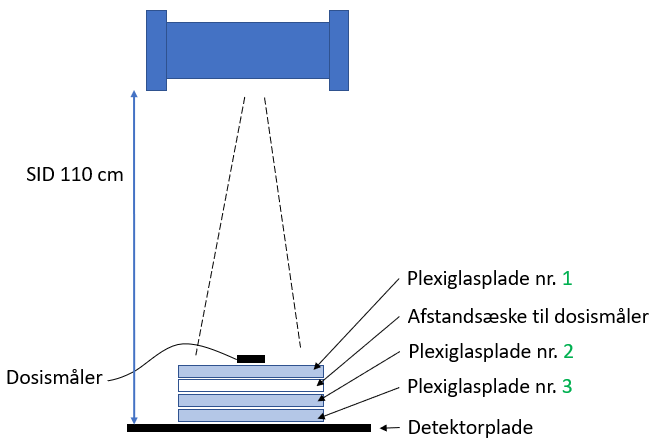 SID 110 cm
Plexiglasplade nr. 1
Afstandsæske til dosismåler
Plexiglasplade nr. 2
Dosismåler
Plexiglasplade nr. 3
Detektorplade